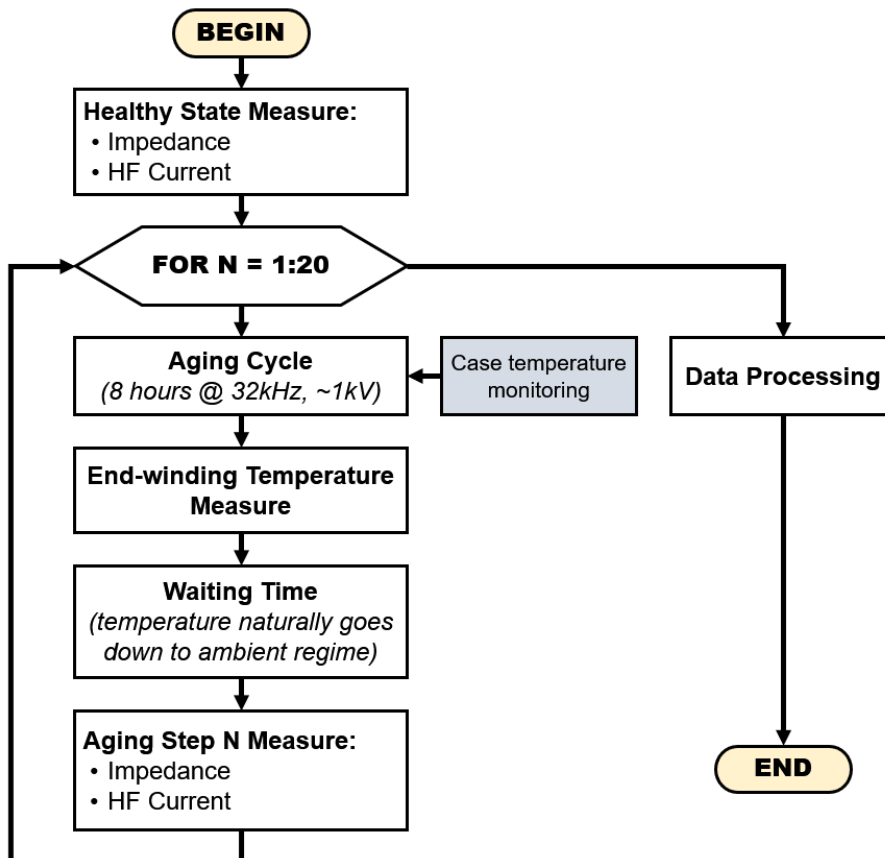 BEGIN
Healthy State Measure:
• Impedance
• HF Current
FOR N = 1:20
Aging Cycle
(8 hours @ 32kHz, ~1kV)
Case temperature
monitoring
Data Processing
End-winding Temperature
Measure
Waiting Time
(temperature naturally goes
down to ambient regime)
Aging Step N Measure:
• Impedance
• HF Current
END